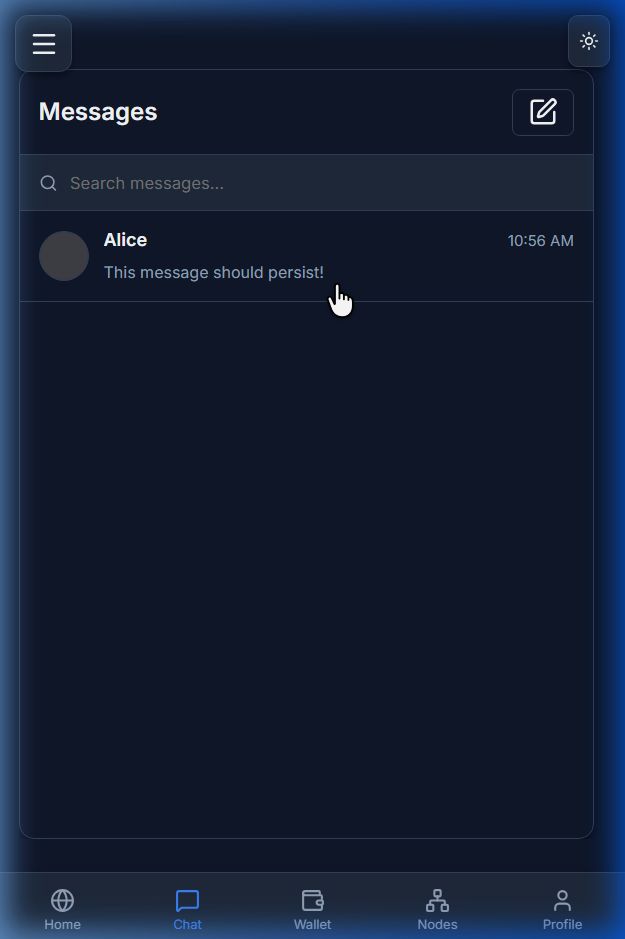 Messages
Search messages...
Alice
10:56 AM
This message should persist!
Home
Chat
Wallet
Nodes
Profile